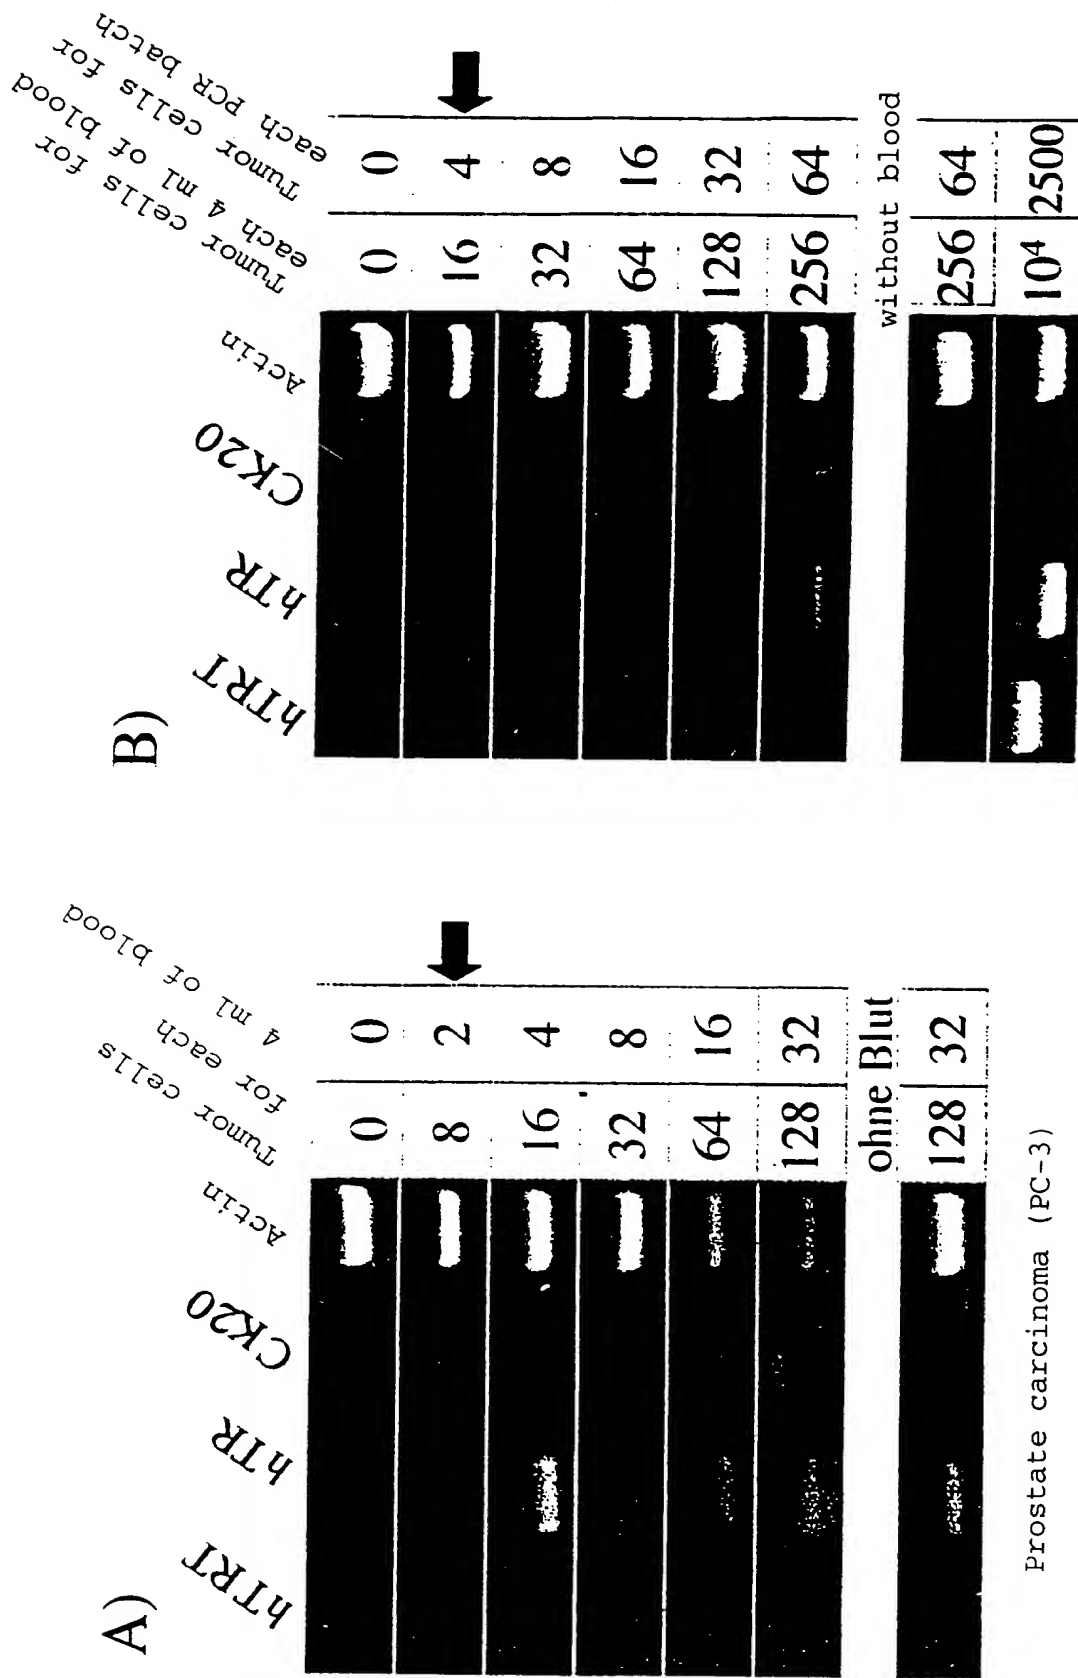 A)
hTRT
hTR
CK20
Actin
Tumor cells
for each
4 ml of blood
0 0
8 2
16 4
32 8
64 16
128 32
ohne Blut
128 32
Prostate carcinoma (PC-3)
B)
hTRT
hTR
CK20
Actin
Tumor cells for
each 4 ml of blood
Tumor cells for
each PCR batch
0 0
16 4
32 8
64 16
128 32
256 64
without blood
256 64
10⁴ 2500